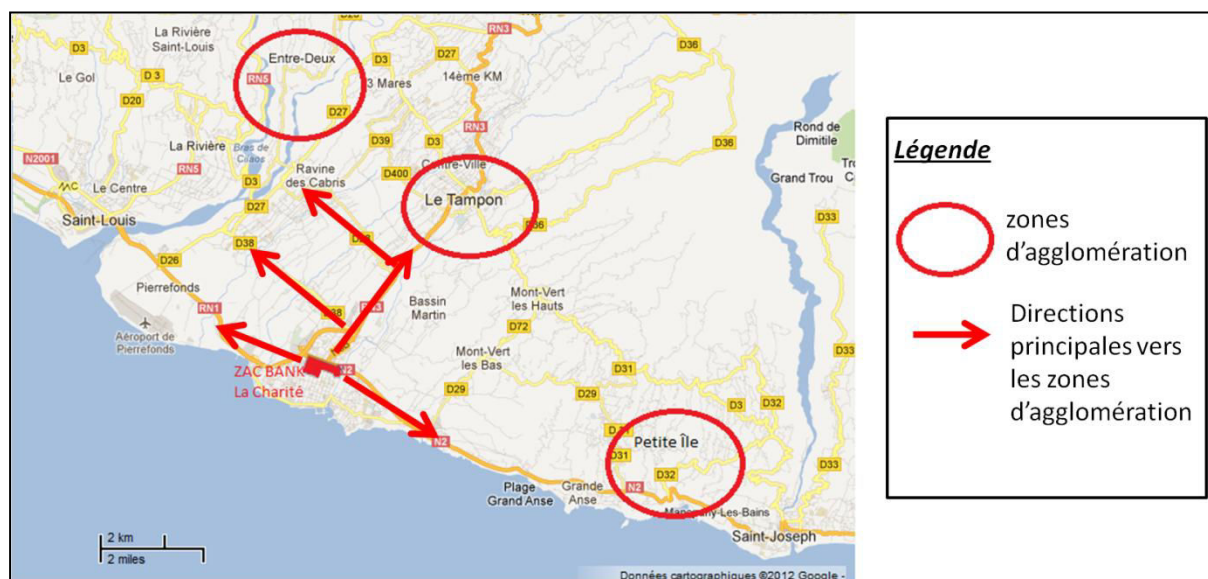 La Rivière
Saint-Louis
D3
Le Gol
D 3
D20
RN5
Entre-Deux
D3
D27
RN3
D36
3 Mares
14ème KM
D27
RN3
D36
La Rivière
Bras de
Cilaos
D39
D3
N2001
RN5
D3
Ravine
des Cabris
D400
Centre-Ville
Le Centre
Le Tampon
Saint-Louis
D27
D38
D36
D26
Pierrefonds
RN1
Aéroport de
Pierrefonds
Bassin
Martin
Mont-Vert
les Hauts
D72
Mont-Vert
les Bas
ZAC BANK
La Charité
N2
D29
D29
D31
D3
D32
D33
Rond de
Dimitile
Grand Trou
D33
D33
D33
Petite Île
D31
D32
N2
N2
Plage
Grand Anse
Grande
Anse
Saint-Joseph
2 km
2 miles
Données cartographiques ©2012 Google -
Légende
zones
d'agglomération
Directions
principales vers
les zones
d'agglomération